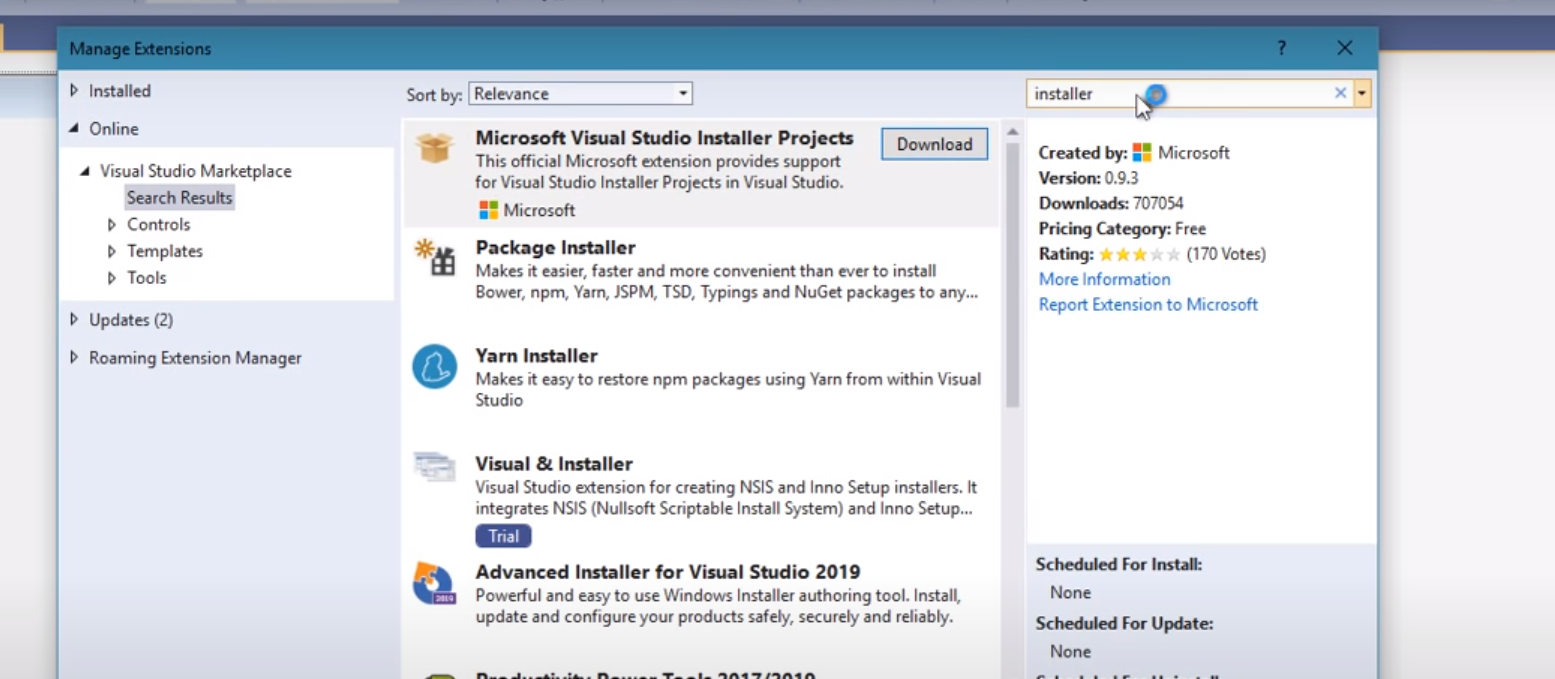 Manage Extensions
?
Installed
Online
Visual Studio Marketplace
Search Results
Controls
Templates
Tools
Updates (2)
Roaming Extension Manager
Sort by: Relevance
Microsoft Visual Studio Installer Projects
Download
This official Microsoft extension provides support
for Visual Studio Installer Projects in Visual Studio.
Microsoft
Package Installer
Makes it easier, faster and more convenient than ever to install
Bower, npm, Yarn, JSPM, TSD, Typings and NuGet packages to any...
Yarn Installer
Makes it easy to restore npm packages using Yarn from within Visual
Studio
Visual & Installer
Visual Studio extension for creating NSIS and Inno Setup installers. It
integrates NSIS (Nullsoft Scriptable Install System) and Inno Setup...
Trial
2019
Advanced Installer for Visual Studio 2019
Powerful and easy to use Windows Installer authoring tool. Install,
update and configure your products safely, securely and reliably.
Productivity Power Tools 2017/2019
installer
Created by: Microsoft
Version: 0.9.3
Downloads: 707054
Pricing Category: Free
Rating: (170 Votes)
More Information
Report Extension to Microsoft
Scheduled For Install:
None
Scheduled For Update:
None